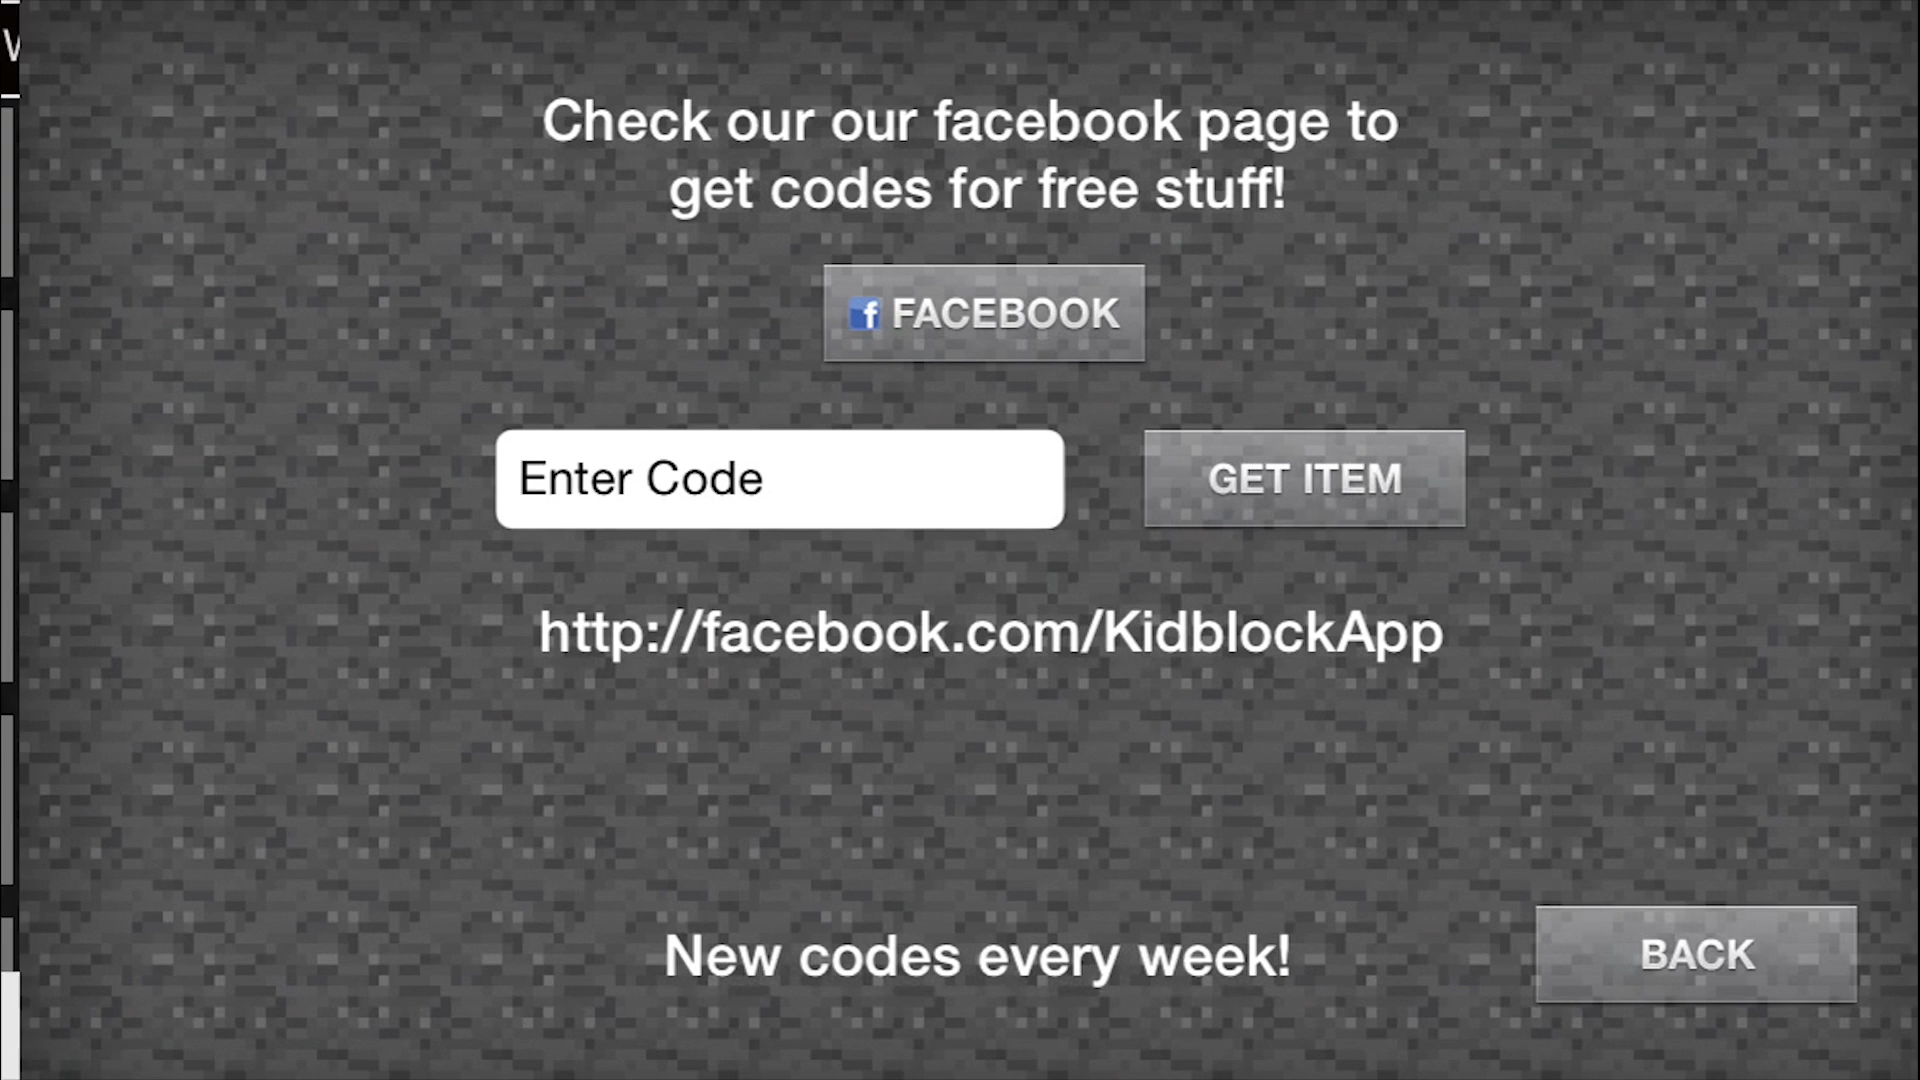 Check our our facebook page to
get codes for free stuff!
f FACEBOOK
Enter Code
GET ITEM
http://facebook.com/KidblockApp
New codes every week!
BACK